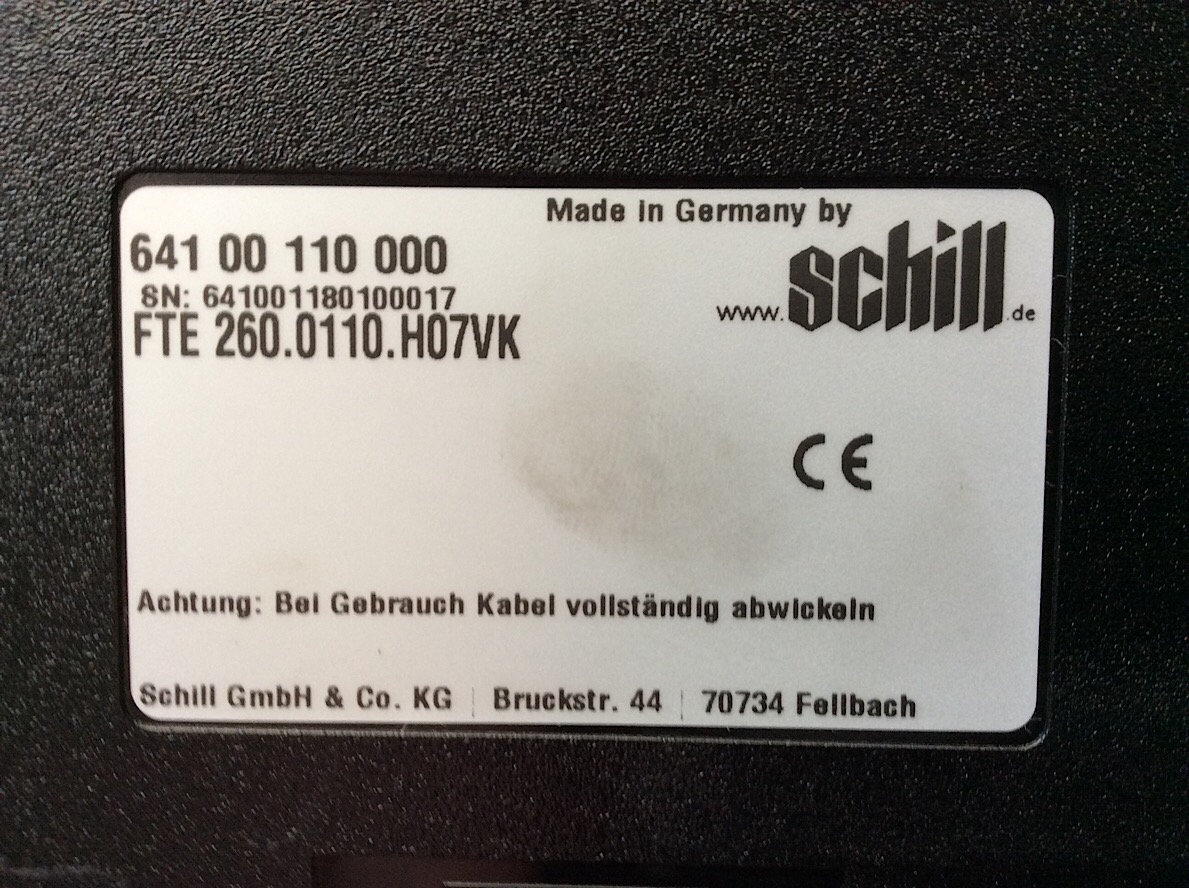 Made in Germany by
schill
www. .de
641 00 110 000
SN: 641001180100017
FTE 260.0110.H07VK
CE
Achtung: Bei Gebrauch Kabel vollständig abwickeln
Schill GmbH & Co. KG | Bruckstr. 44 | 70734 Fellbach